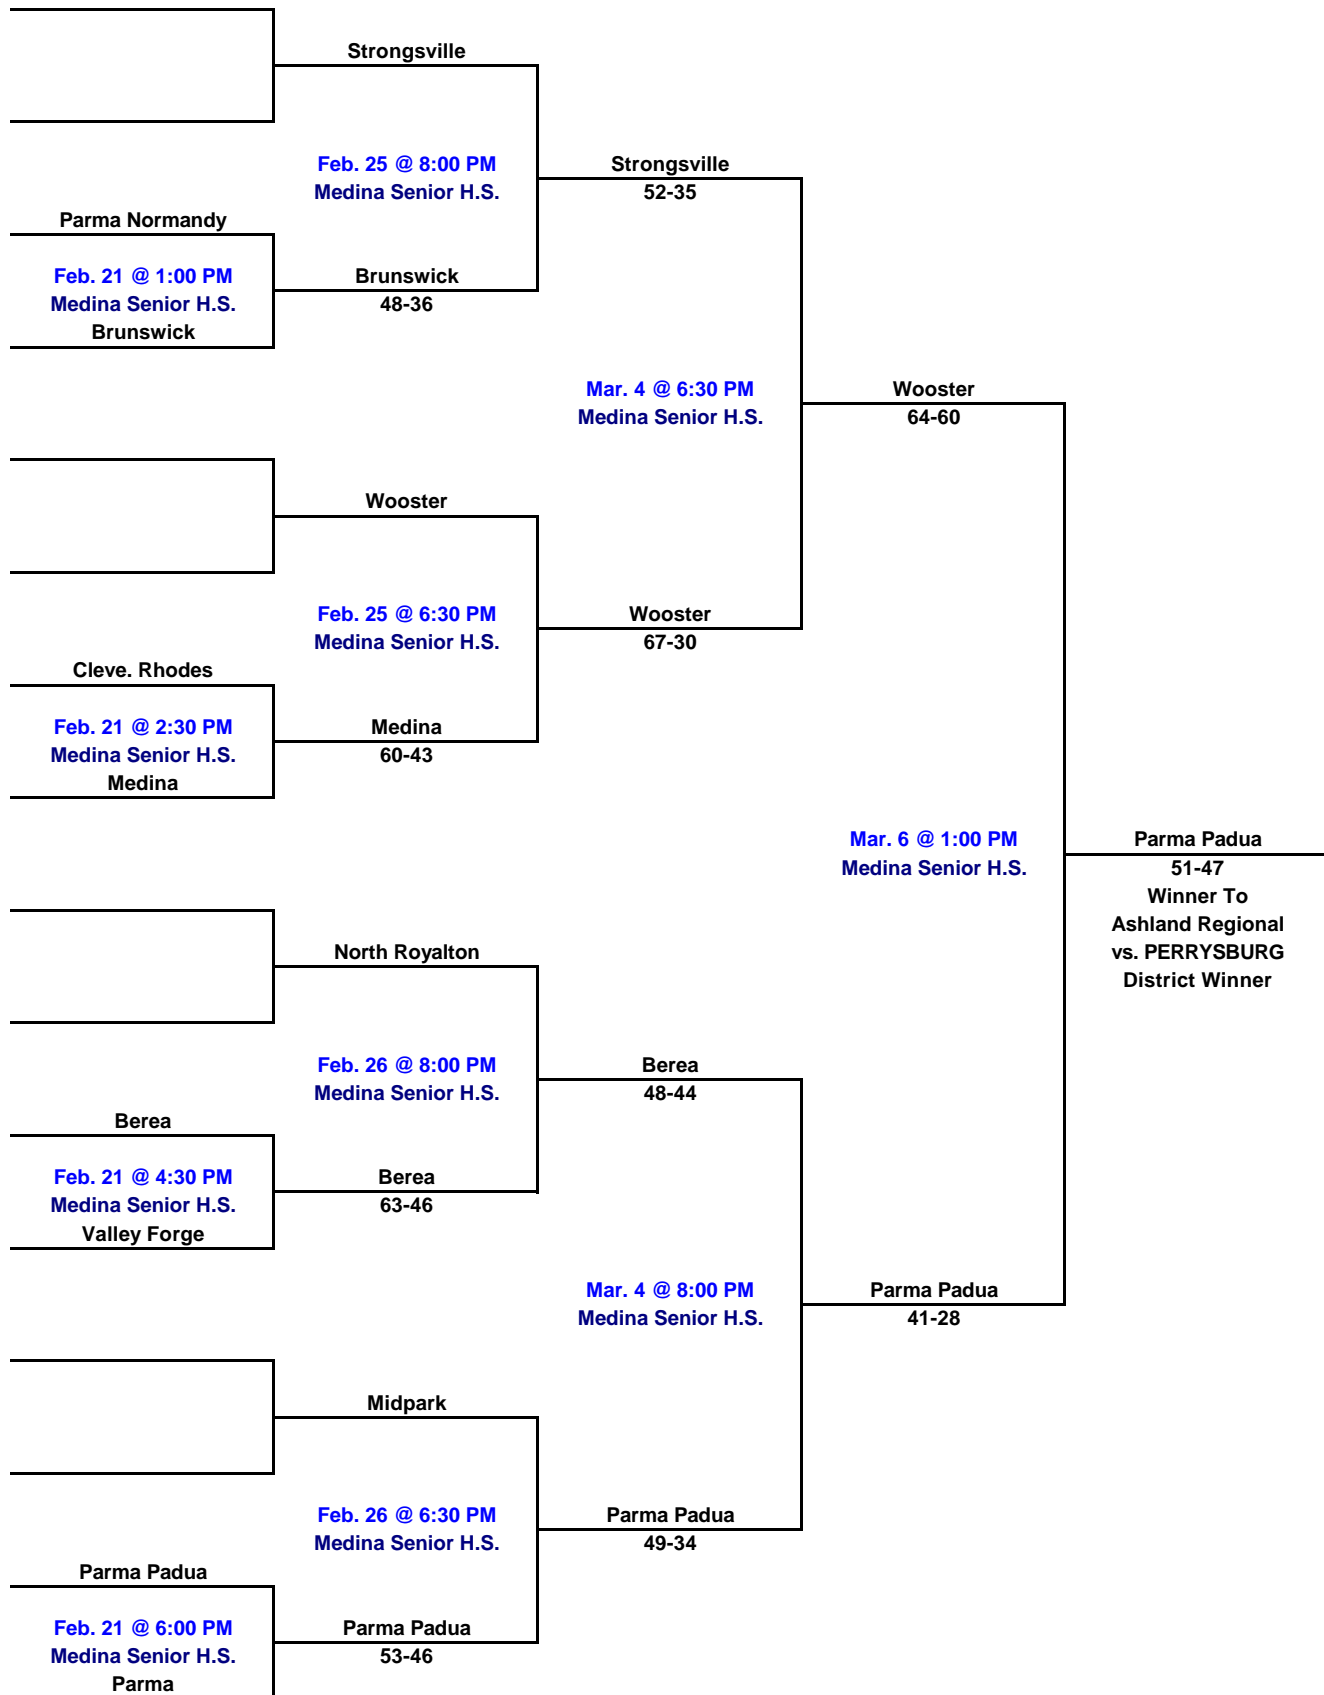 Strongsville
Feb. 25 @ 8:00 PM
Medina Senior H.S.
Strongsville
52-35
Parma Normandy
Feb. 21 @ 1:00 PM
Medina Senior H.S.
Brunswick
Brunswick
48-36
Mar. 4 @ 6:30 PM
Medina Senior H.S.
Wooster
64-60
Wooster
Feb. 25 @ 6:30 PM
Medina Senior H.S.
Wooster
67-30
Cleve. Rhodes
Feb. 21 @ 2:30 PM
Medina Senior H.S.
Medina
Medina
60-43
Mar. 6 @ 1:00 PM
Medina Senior H.S.
Parma Padua
51-47
Winner To
Ashland Regional
vs. PERRYSBURG
District Winner
North Royalton
Feb. 26 @ 8:00 PM
Medina Senior H.S.
Berea
48-44
Berea
Feb. 21 @ 4:30 PM
Medina Senior H.S.
Valley Forge
Berea
63-46
Mar. 4 @ 8:00 PM
Medina Senior H.S.
Parma Padua
41-28
Midpark
Feb. 26 @ 6:30 PM
Medina Senior H.S.
Parma Padua
49-34
Parma Padua
Feb. 21 @ 6:00 PM
Medina Senior H.S.
Parma
Parma Padua
53-46